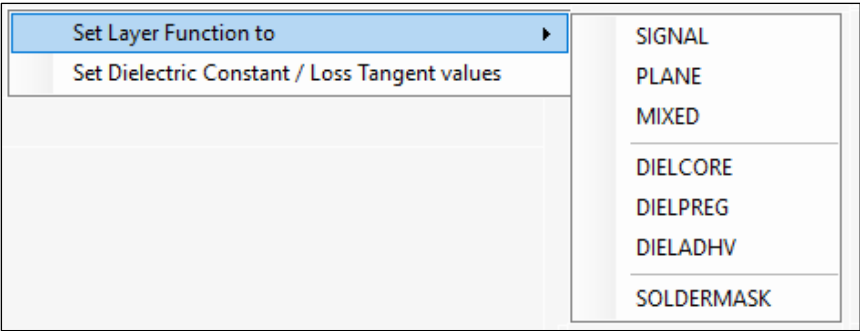 Set Layer Function to
Set Dielectric Constant / Loss Tangent values
SIGNAL
PLANE
MIXED
DIELCORE
DIELPREG
DIELADHV
SOLDERMASK